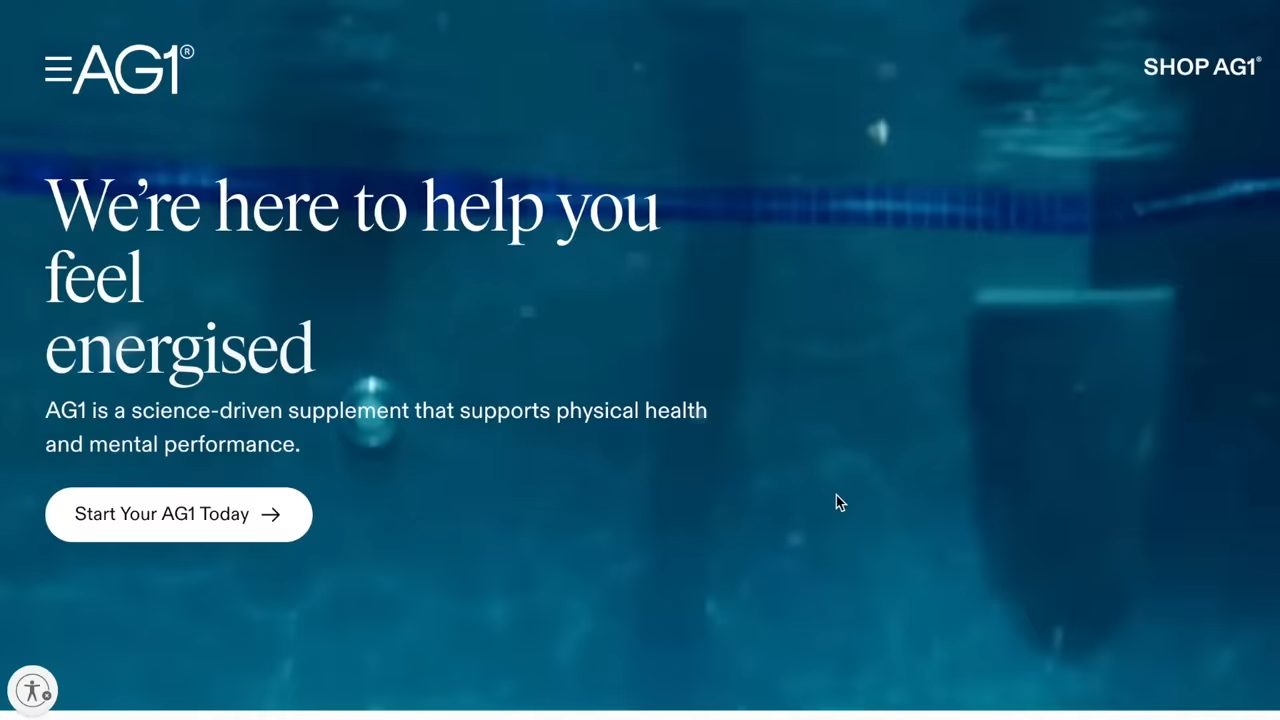 AG1®
SHOP AG1®
We’re here to help you
feel
energised
AG1 is a science-driven supplement that supports physical health
and mental performance.
Start Your AG1 Today →